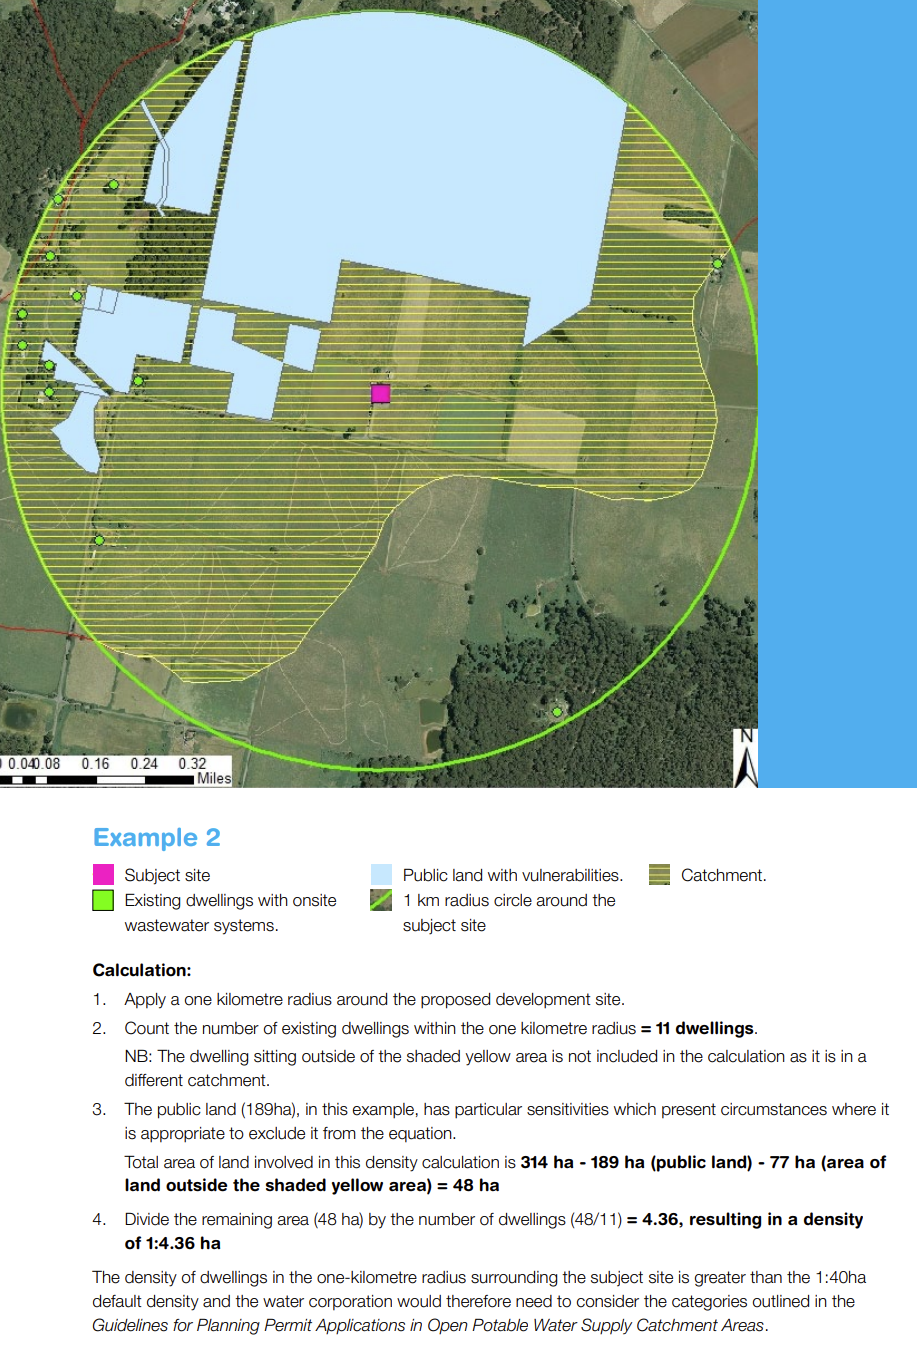 N
0.04 0.08 0.16 0.24 0.32
Miles
Example 2
Subject site
Existing dwellings with onsite
wastewater systems.
Public land with vulnerabilities.
1 km radius circle around the
subject site
Catchment.
Calculation:
1. Apply a one kilometre radius around the proposed development site.
2. Count the number of existing dwellings within the one kilometre radius = 11 dwellings.
NB: The dwelling sitting outside of the shaded yellow area is not included in the calculation as it is in a
different catchment.
3. The public land (189ha), in this example, has particular sensitivities which present circumstances where it
is appropriate to exclude it from the equation.
Total area of land involved in this density calculation is 314 ha - 189 ha (public land) - 77 ha (area of
land outside the shaded yellow area) = 48 ha
4. Divide the remaining area (48 ha) by the number of dwellings (48/11) = 4.36, resulting in a density
of 1:4.36 ha
The density of dwellings in the one-kilometre radius surrounding the subject site is greater than the 1:40ha
default density and the water corporation would therefore need to consider the categories outlined in the
Guidelines for Planning Permit Applications in Open Potable Water Supply Catchment Areas.